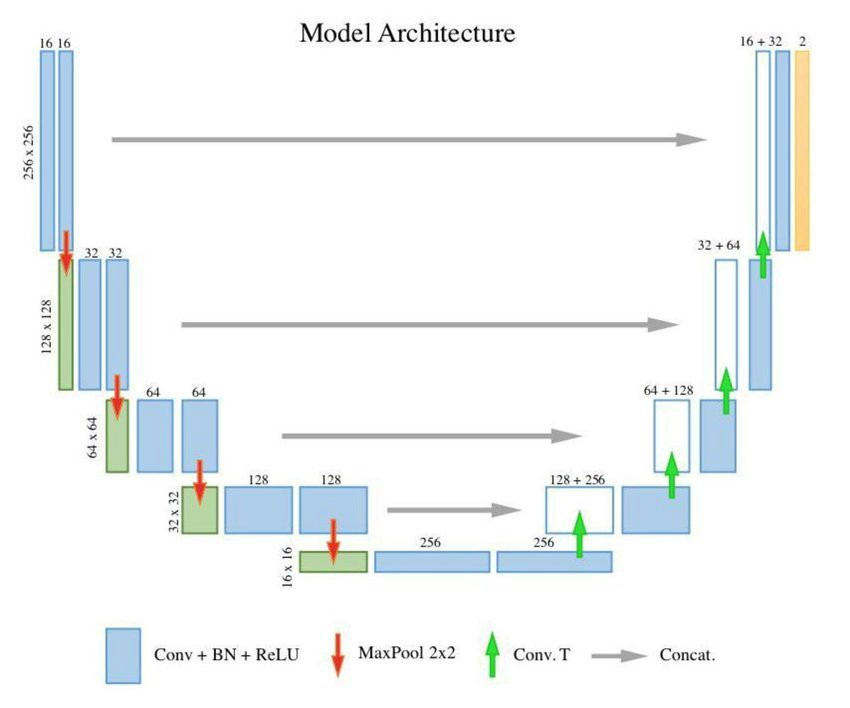 Model Architecture
16 16
16 + 32 2
256 x 256
32 32
32 + 64
128 x 128
64 64
64 + 128
64 x 64
128 128
128 + 256
32 x 32
256 256
16 x 16
Conv + BN + ReLU MaxPool 2x2 Conv. T Concat.